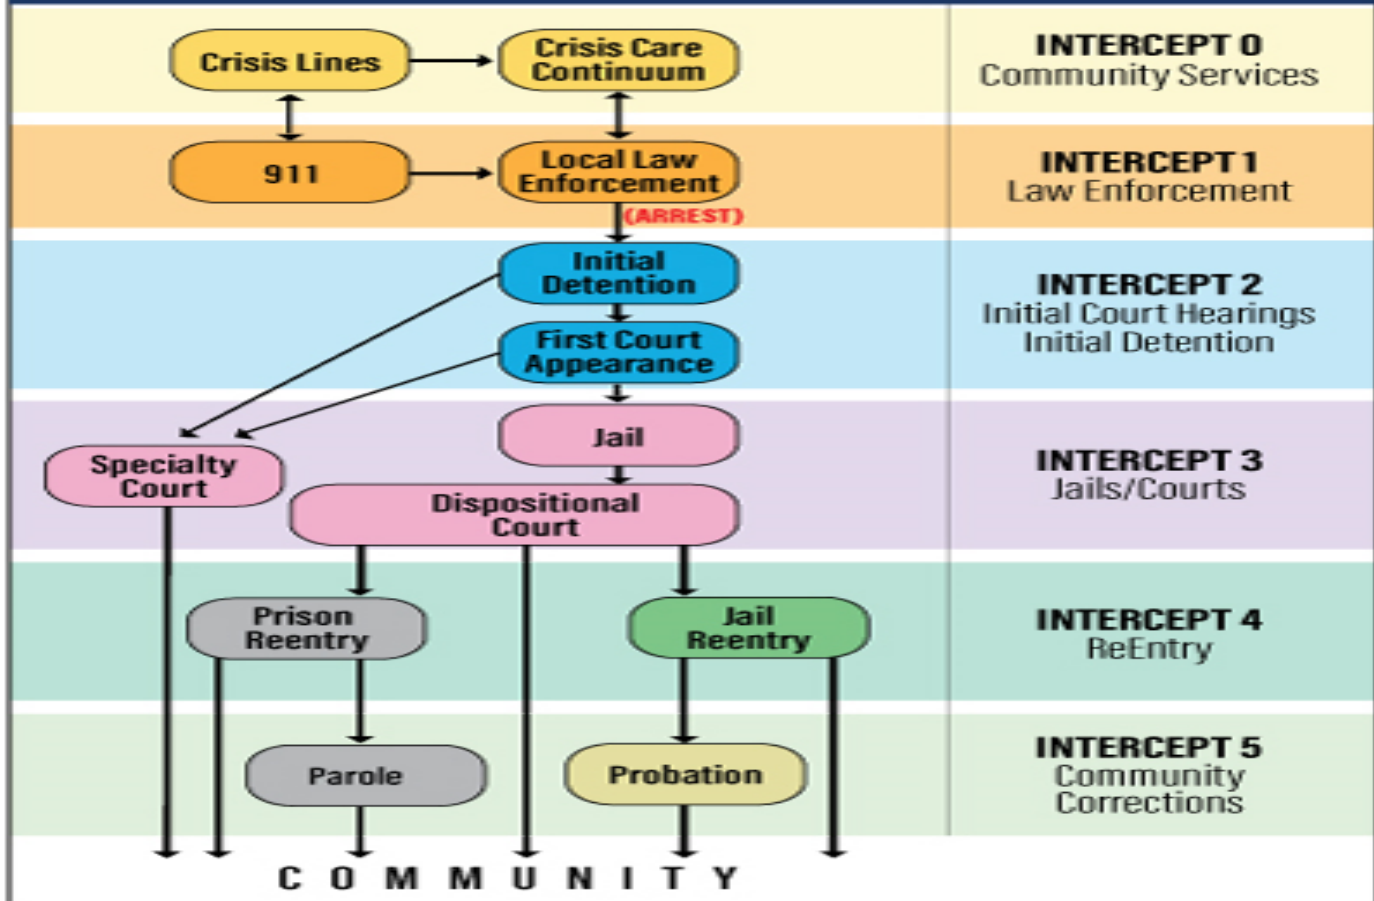 Crisis Lines
Crisis Care
Continuum
INTERCEPT 0
Community Services
911
Local Law
Enforcement
(ARREST)
INTERCEPT 1
Law Enforcement
Initial
Detention
First Court
Appearance
INTERCEPT 2
Initial Court Hearings
Initial Detention
Jail
Specialty
Court
Dispositional
Court
INTERCEPT 3
Jails/Courts
Prison
Reentry
Jail
Reentry
INTERCEPT 4
ReEntry
Parole
Probation
INTERCEPT 5
Community
Corrections
COMMUNITY